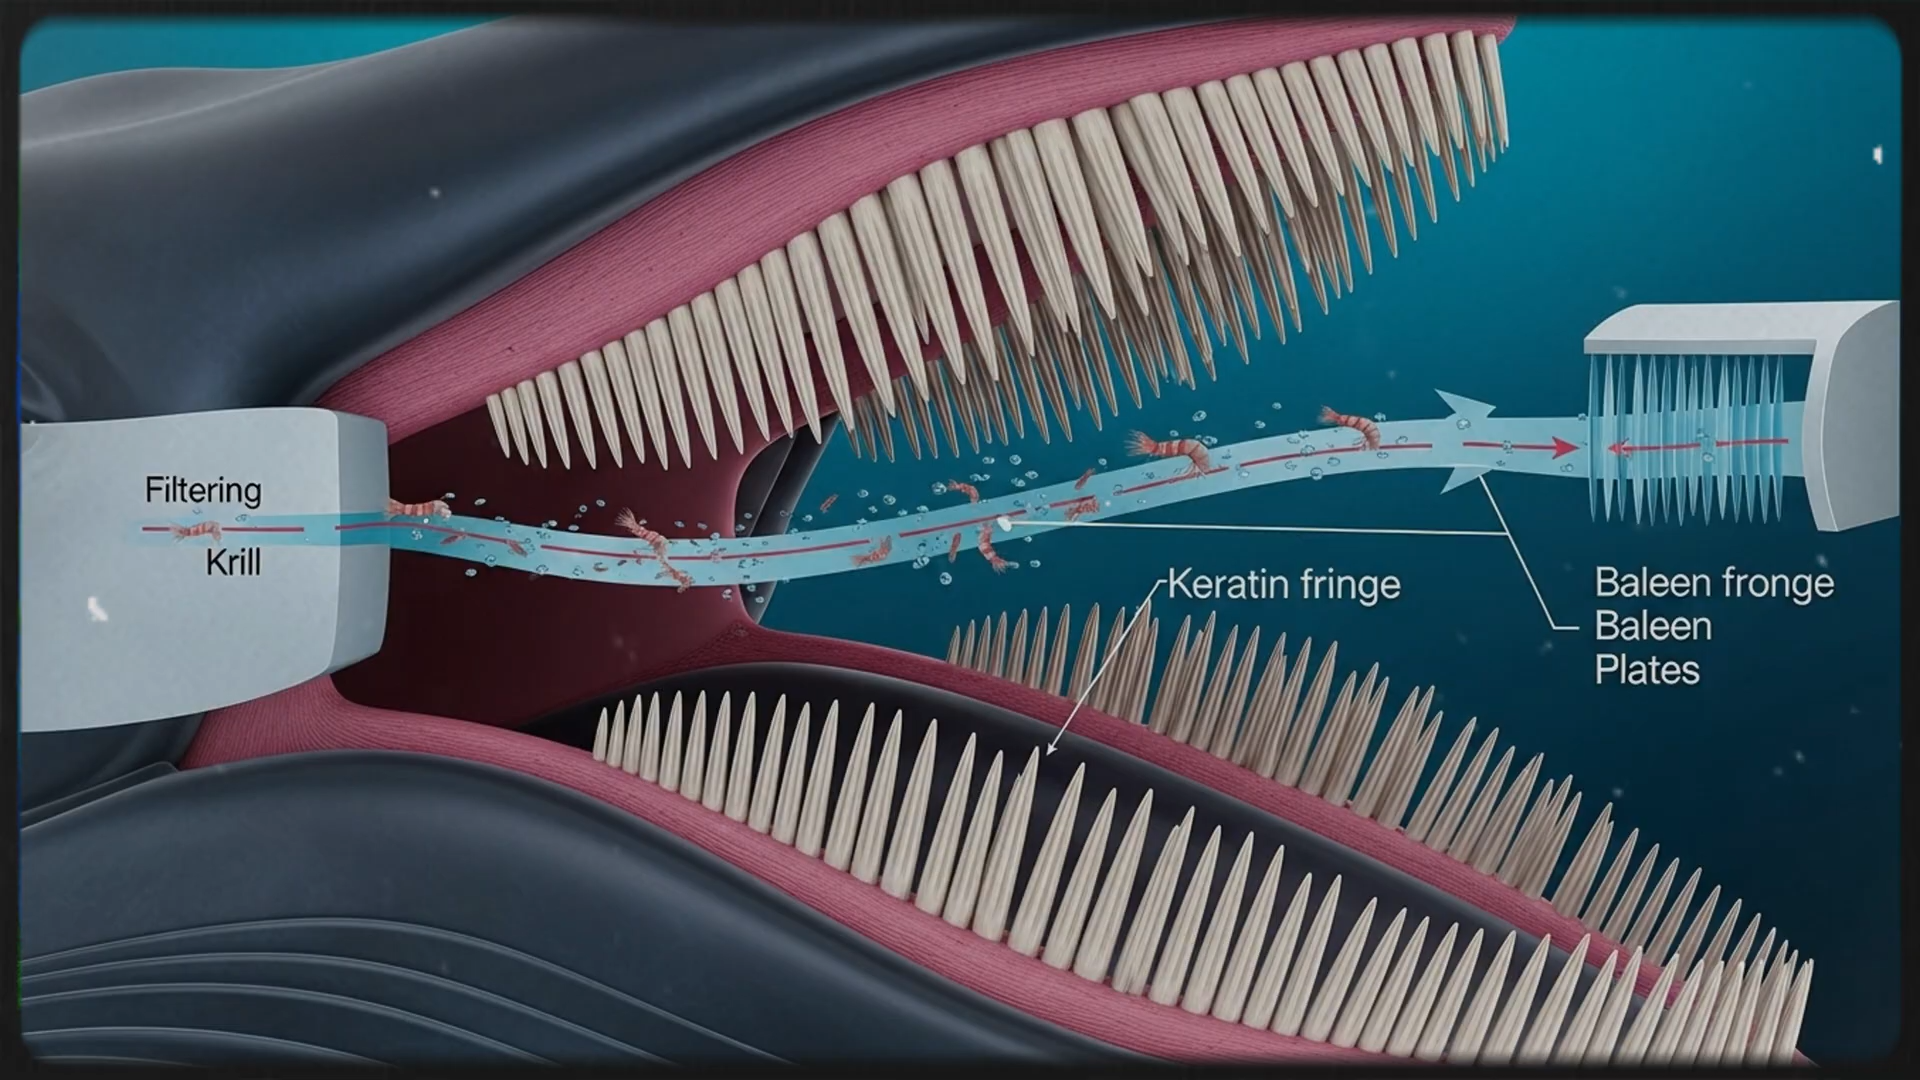 Filtering
Krill
Keratin fringe
Baleen fronge
Baleen
Plates